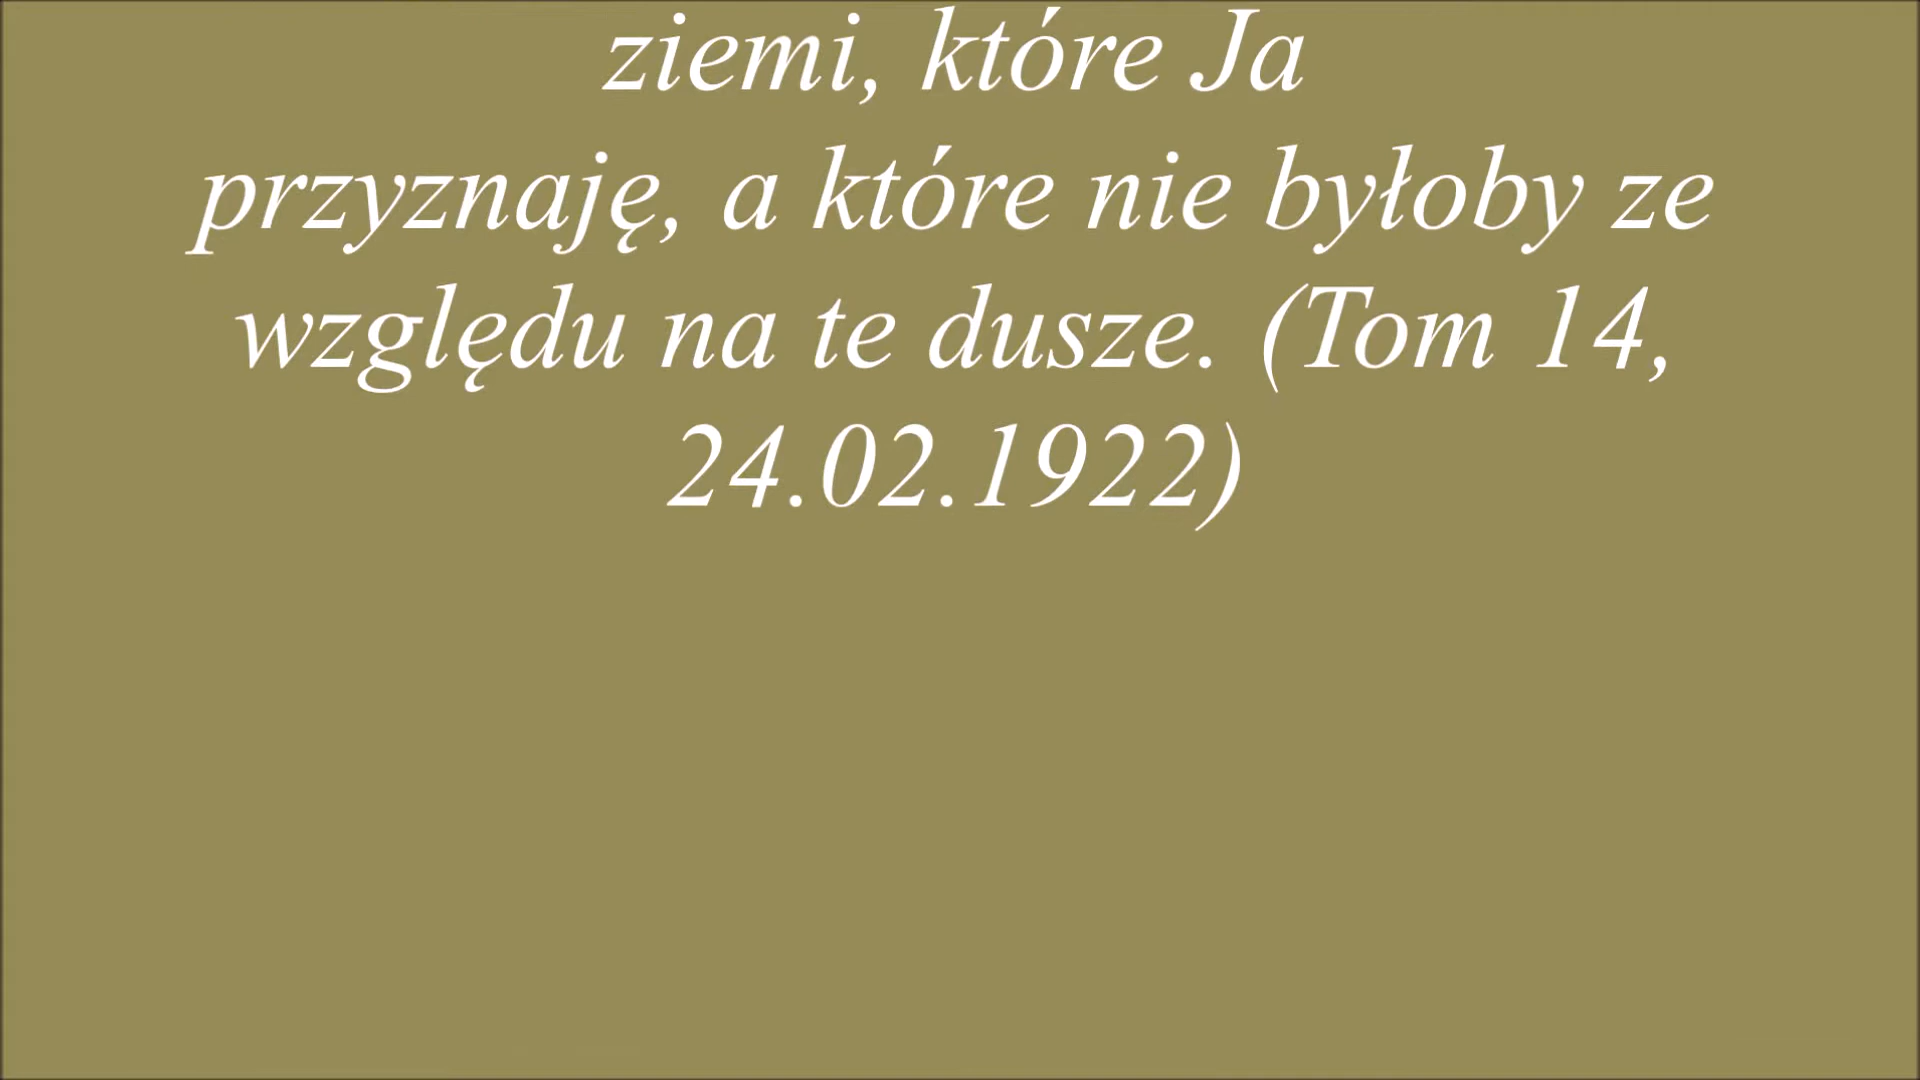 ziemi, które Ja
przyznaję, a które nie byłoby ze
względu na te dusze. (Tom 14,
24.02.1922)